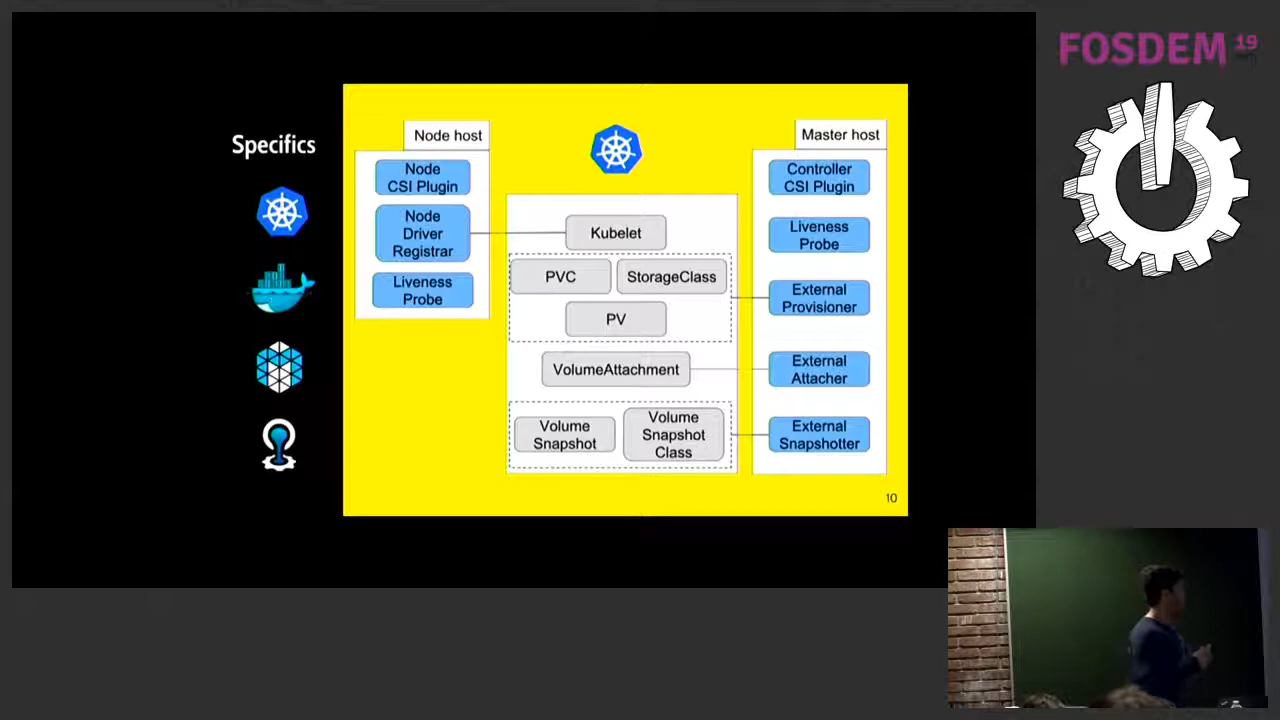 FOSDEM 19
Specifics
Node host
Node
CSI Plugin
Node
Driver
Registrar
Liveness
Probe
Kubelet
PVC
StorageClass
PV
VolumeAttachment
Volume
Snapshot
Volume
Snapshot
Class
Master host
Controller
CSI Plugin
Liveness
Probe
External
Provisioner
External
Attacher
External
Snapshotter
10